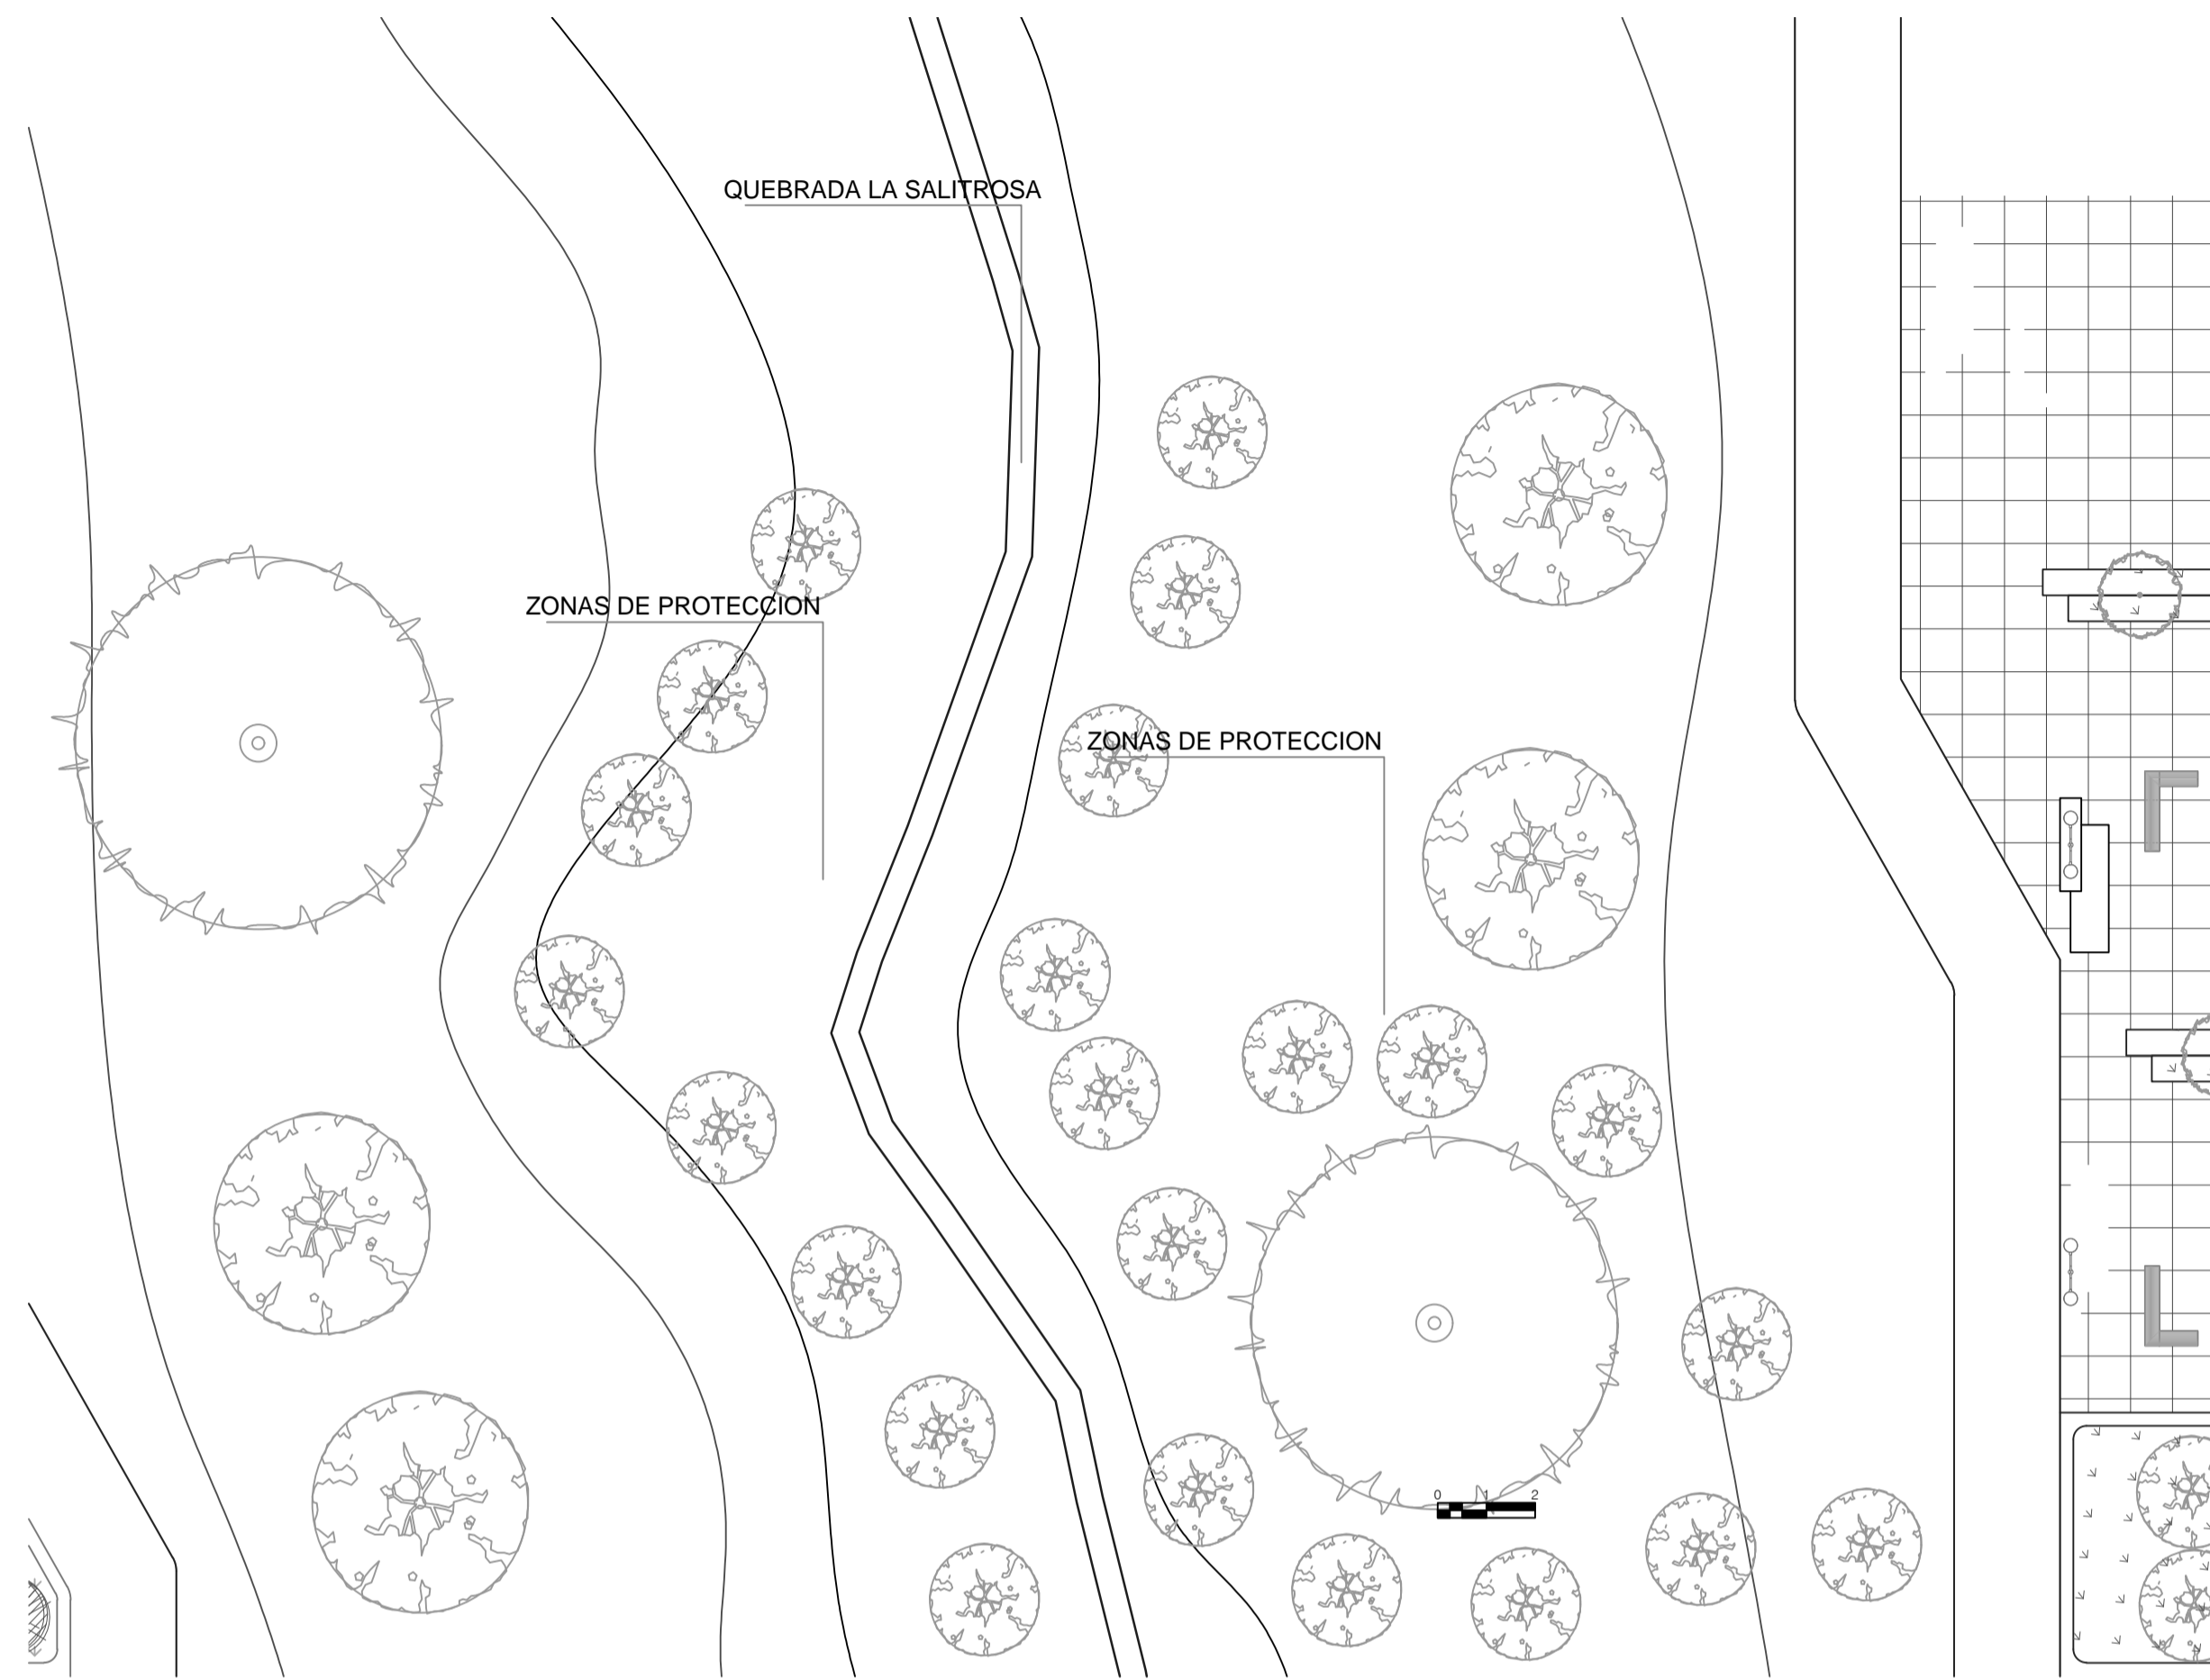 QUEBRADA LA SALITROSA
ZONAS DE PROTECCION
ZONAS DE PROTECCION
0 1 2